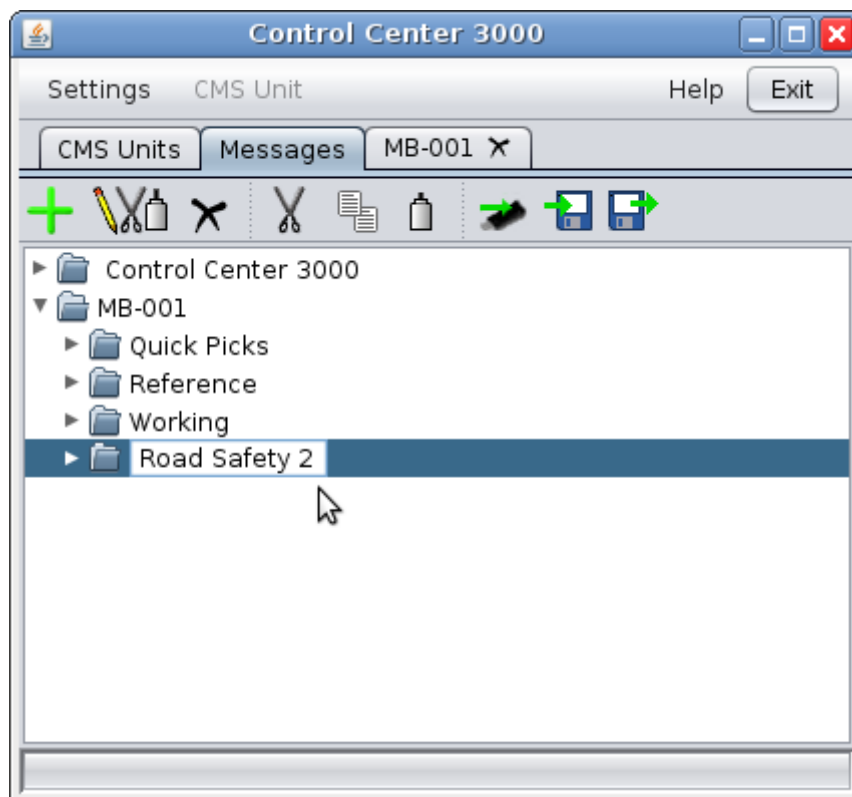 Control Center 3000
Settings CMS Unit Help Exit
CMS Units Messages MB-001
Control Center 3000
MB-001
Quick Picks
Reference
Working
Road Safety 2